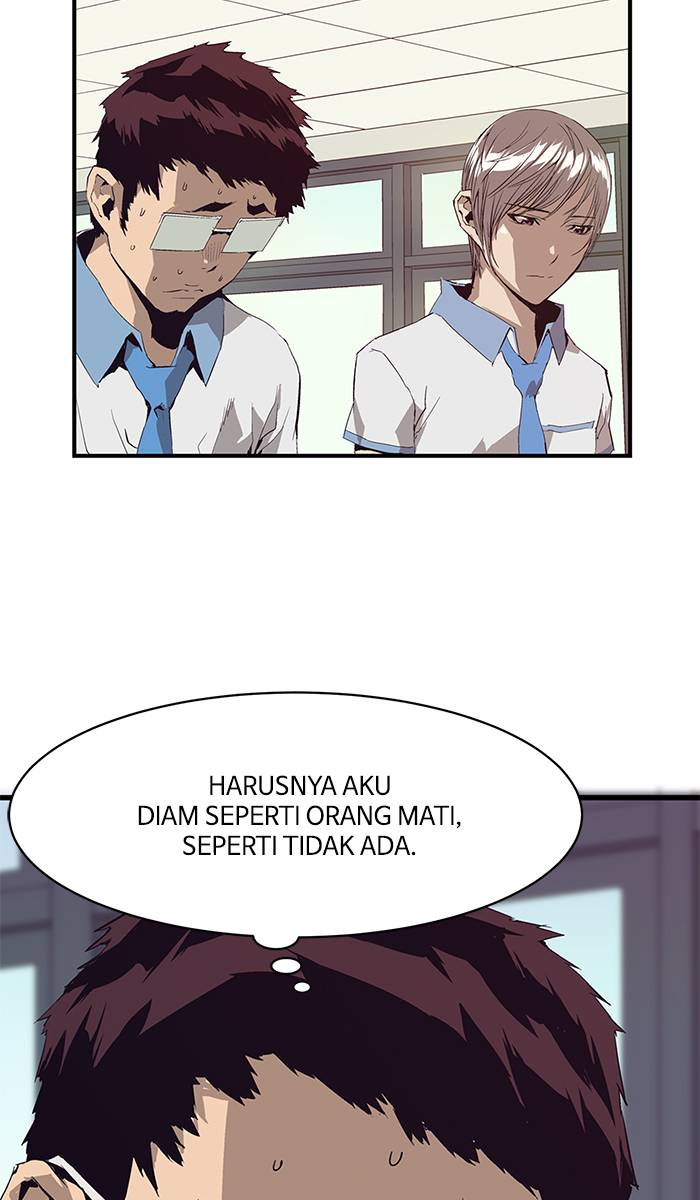 HARUSNYA AKU
DIAM SEPERTI ORANG MATI,
SEPERTI TIDAK ADA.